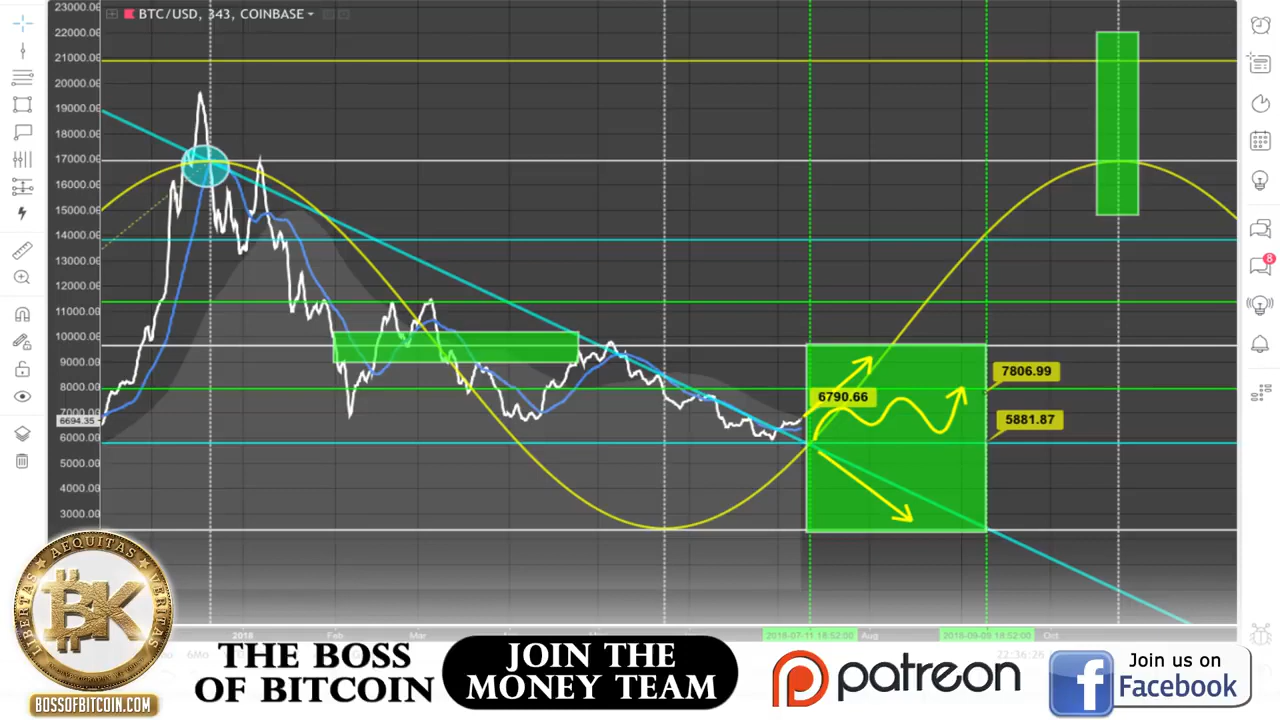 BTC/USD, 343, COINBASE
23000.00
22000.00
21000.00
20000.00
19000.00
18000.00
17000.00
16000.00
15000.00
14000.00
13000.00
12000.00
11000.00
10000.00
9000.00
8000.00
7000.00
6694.35
6000.00
5000.00
4000.00
3000.00
6790.66
7806.99
5881.87
8
2018
Feb
Mar
2018-07-11 18:52:00
Aug
2018-09-09 18:52:00
Oct
22:36:26
AEQUITAS
LIBERTAS
VERITAS
BK
BOSSOFBITCOIN.COM
THE BOSS
OF BITCOIN
JOIN THE
MONEY TEAM
patreon
Join us on
Facebook